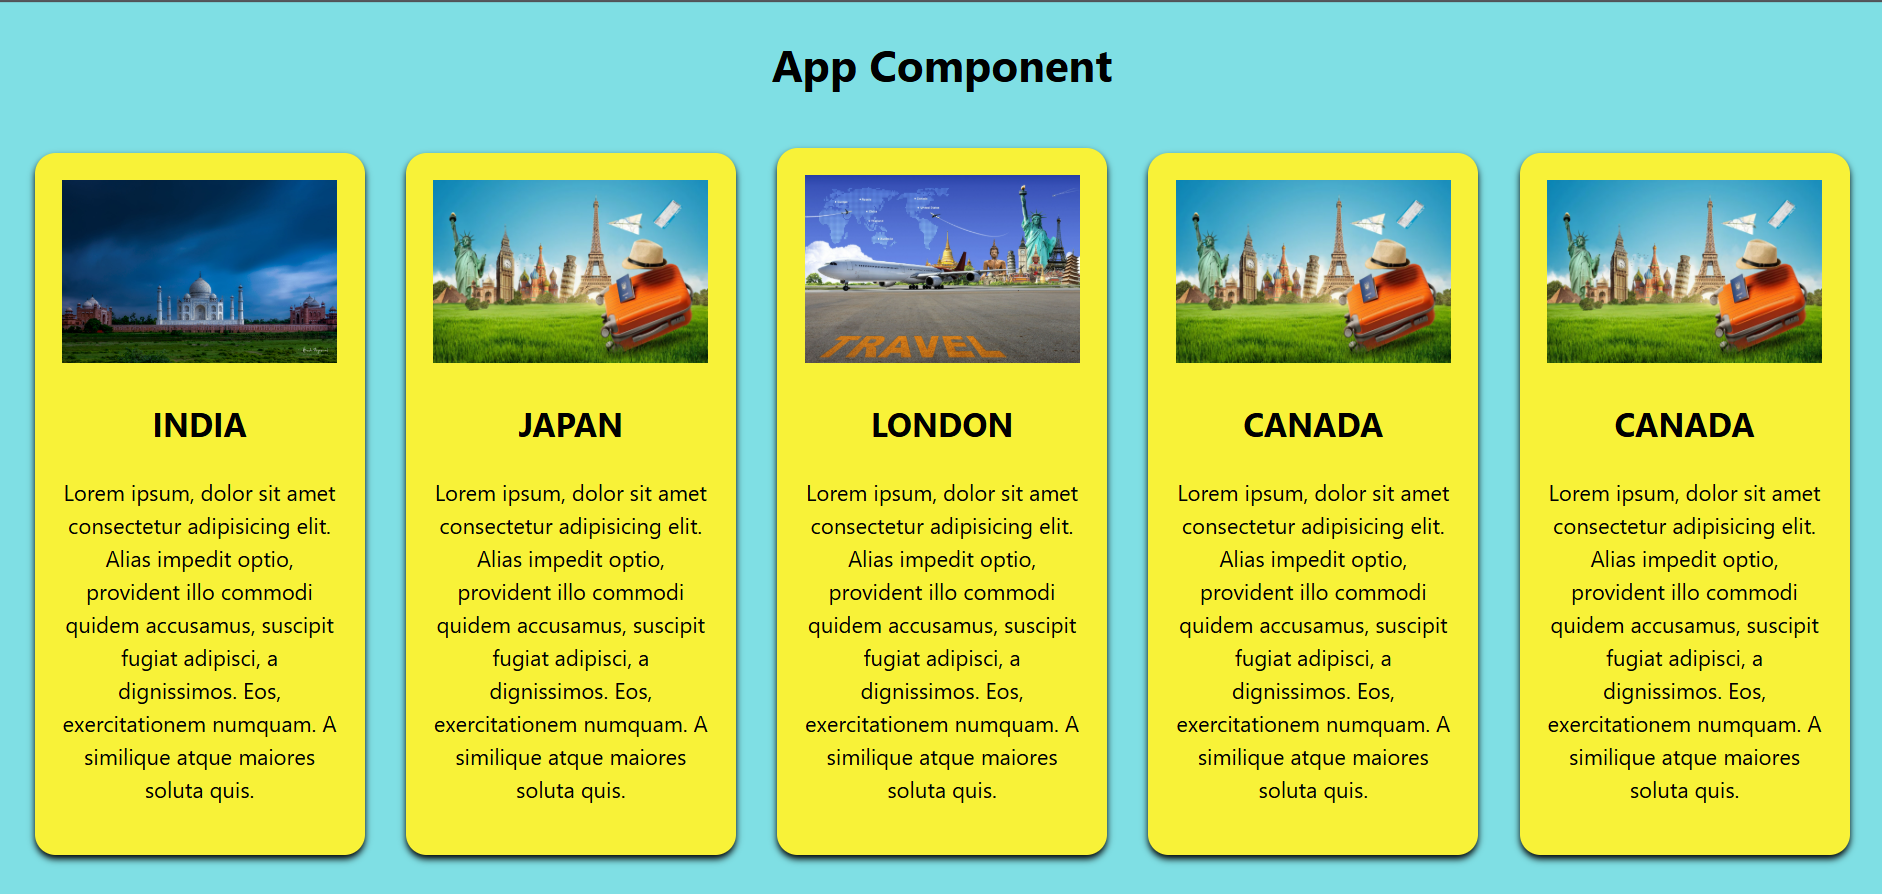 App Component
TRAVEL
INDIA
Lorem ipsum, dolor sit amet
consectetur adipisicing elit.
Alias impedit optio,
provident illo commodi
quidem accusamus, suscipit
fugiat adipisci, a
dignissimos. Eos,
exercitationem numquam. A
similique atque maiores
soluta quis.
JAPAN
Lorem ipsum, dolor sit amet
consectetur adipisicing elit.
Alias impedit optio,
provident illo commodi
quidem accusamus, suscipit
fugiat adipisci, a
dignissimos. Eos,
exercitationem numquam. A
similique atque maiores
soluta quis.
LONDON
Lorem ipsum, dolor sit amet
consectetur adipisicing elit.
Alias impedit optio,
provident illo commodi
quidem accusamus, suscipit
fugiat adipisci, a
dignissimos. Eos,
exercitationem numquam. A
similique atque maiores
soluta quis.
CANADA
Lorem ipsum, dolor sit amet
consectetur adipisicing elit.
Alias impedit optio,
provident illo commodi
quidem accusamus, suscipit
fugiat adipisci, a
dignissimos. Eos,
exercitationem numquam. A
similique atque maiores
soluta quis.
CANADA
Lorem ipsum, dolor sit amet
consectetur adipisicing elit.
Alias impedit optio,
provident illo commodi
quidem accusamus, suscipit
fugiat adipisci, a
dignissimos. Eos,
exercitationem numquam. A
similique atque maiores
soluta quis.